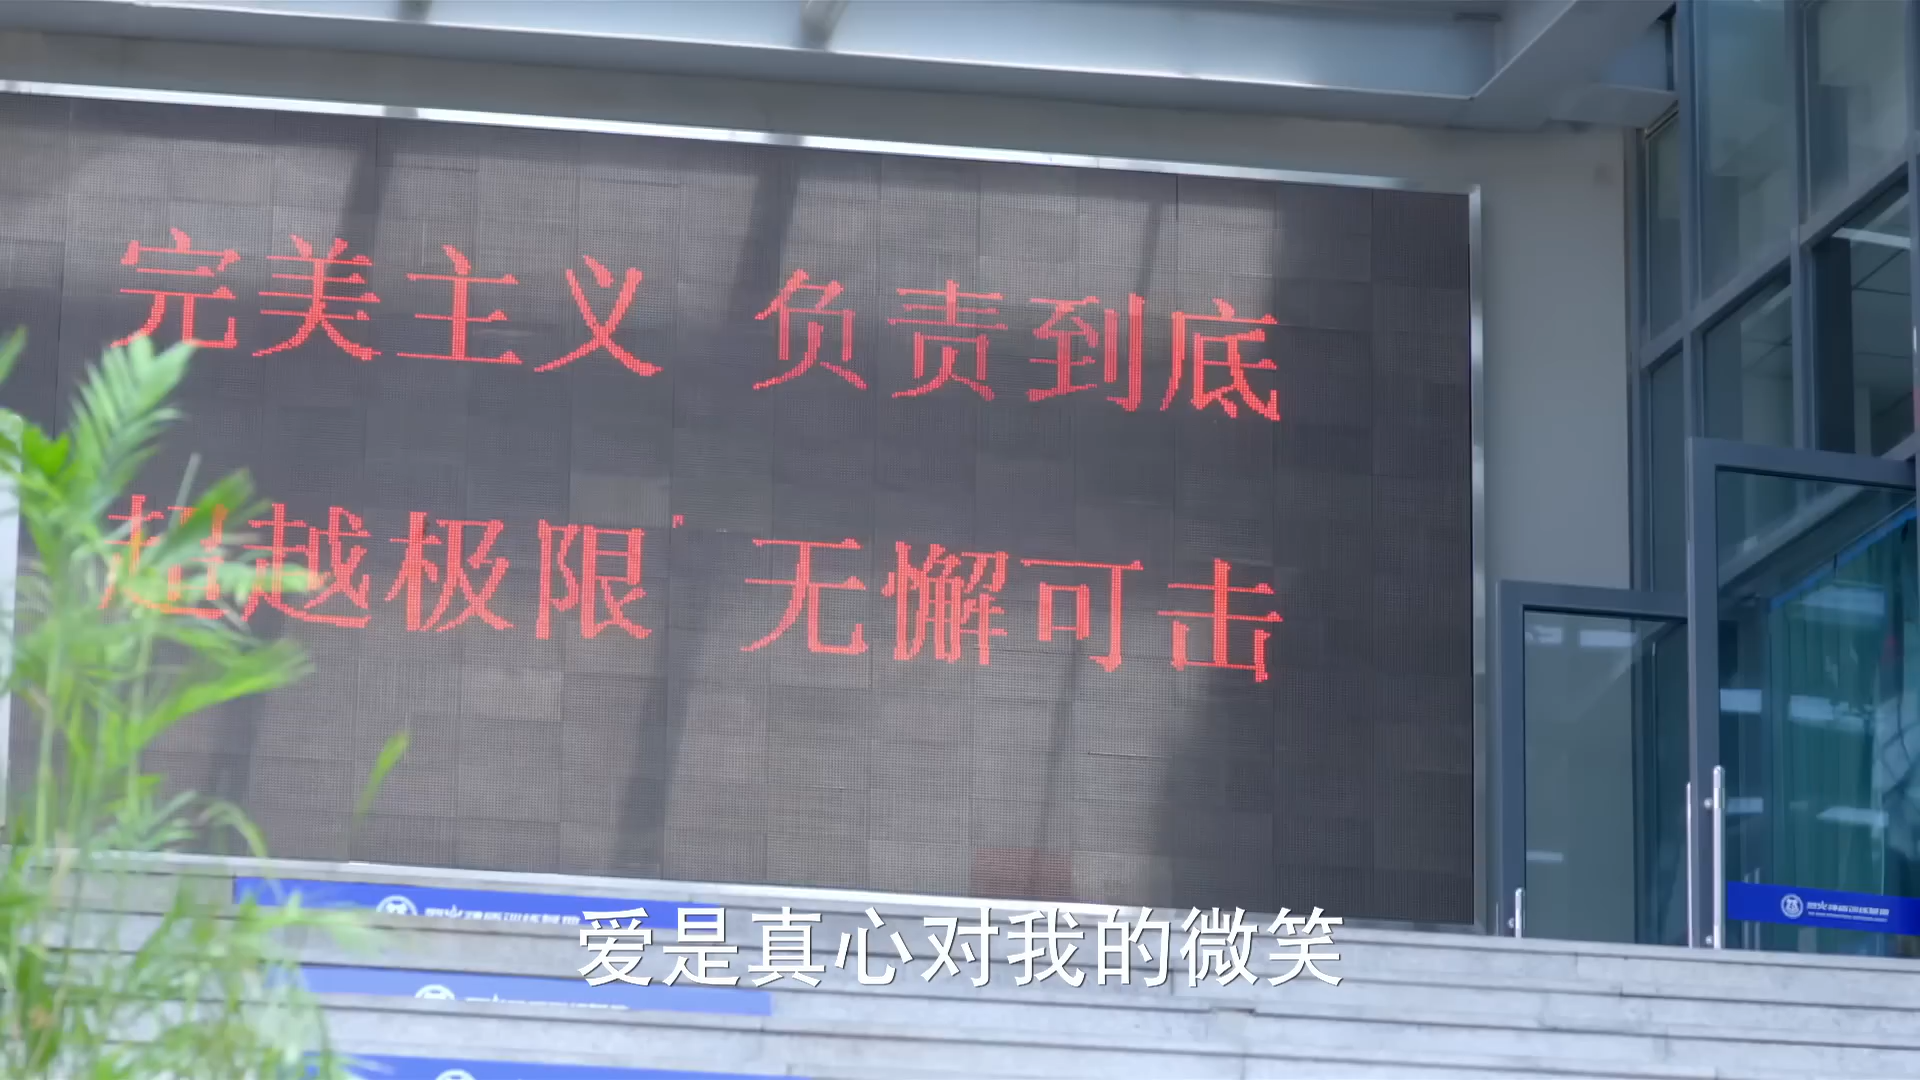 完美主义 负责到底
超越极限 无懈可击
爱是真心对我的微笑